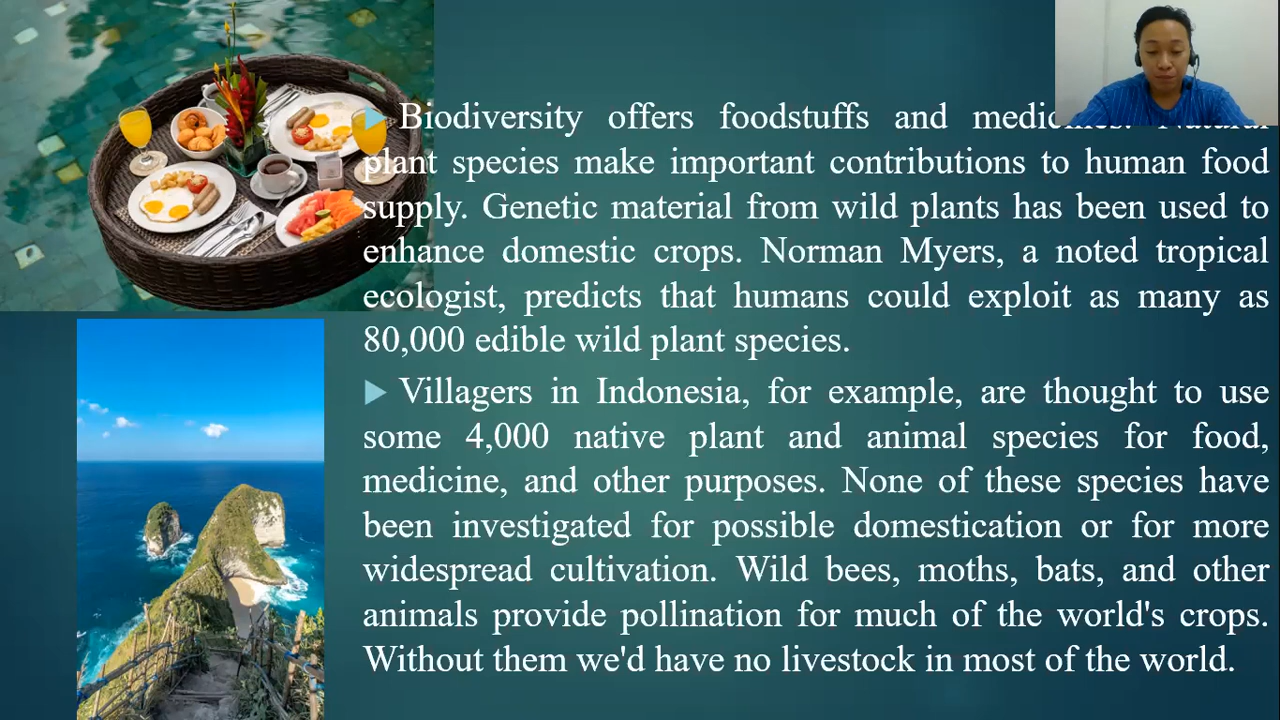 Biodiversity offers foodstuffs and medicines. Natural
plant species make important contributions to human food
supply. Genetic material from wild plants has been used to
enhance domestic crops. Norman Myers, a noted tropical
ecologist, predicts that humans could exploit as many as
80,000 edible wild plant species.
Villagers in Indonesia, for example, are thought to use
some 4,000 native plant and animal species for food,
medicine, and other purposes. None of these species have
been investigated for possible domestication or for more
widespread cultivation. Wild bees, moths, bats, and other
animals provide pollination for much of the world's crops.
Without them we'd have no livestock in most of the world.